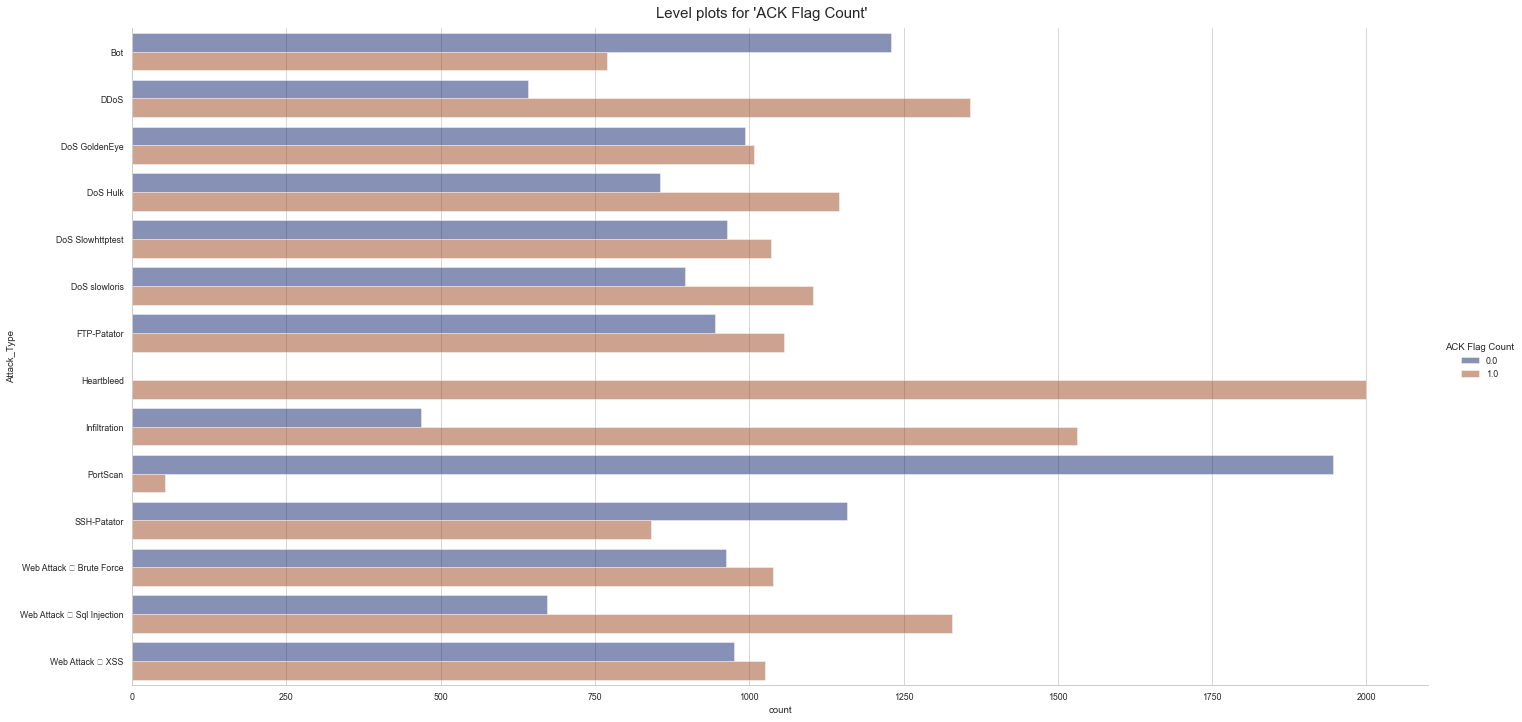 Level plots for 'ACK Flag Count'
Attack_Type
Bot
DDoS
DoS GoldenEye
DoS Hulk
DoS Slowhttptest
DoS slowloris
FTP-Patator
Heartbleed
Infiltration
PortScan
SSH-Patator
Web Attack □ Brute Force
Web Attack □ Sql Injection
Web Attack □ XSS
0 250 500 750 1000 1250 1500 1750 2000
count
ACK Flag Count
0.0
1.0